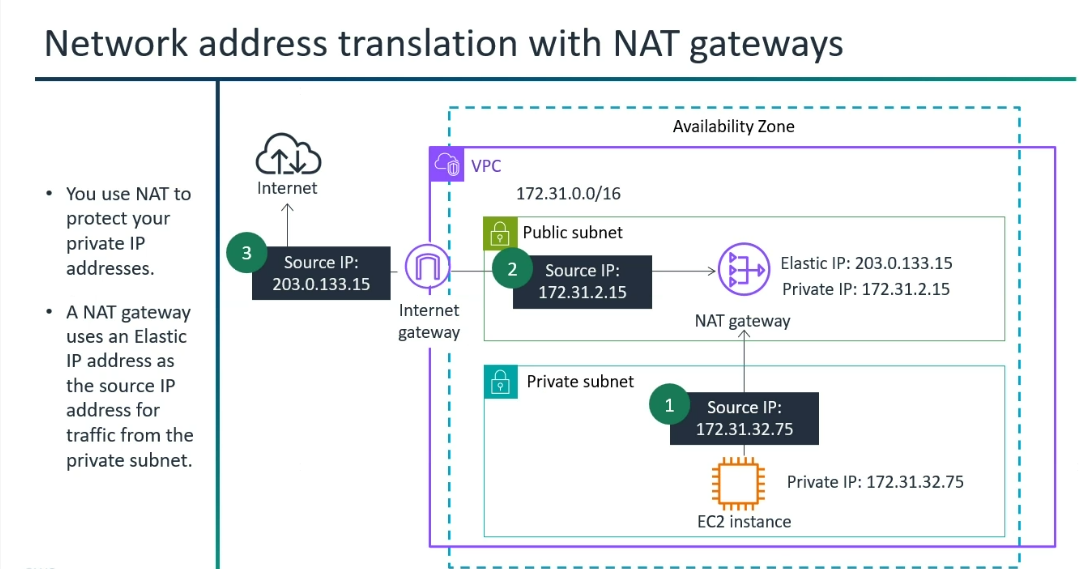 Network address translation with NAT gateways
• You use NAT to
protect your
private IP
addresses.
• A NAT gateway
uses an Elastic
IP address as
the source IP
address for
traffic from the
private subnet.
Availability Zone
Internet
VPC
172.31.0.0/16
Public subnet
3
Source IP:
203.0.133.15
Internet
gateway
2
Source IP:
172.31.2.15
Elastic IP: 203.0.133.15
Private IP: 172.31.2.15
NAT gateway
Private subnet
1
Source IP:
172.31.32.75
Private IP: 172.31.32.75
EC2 instance